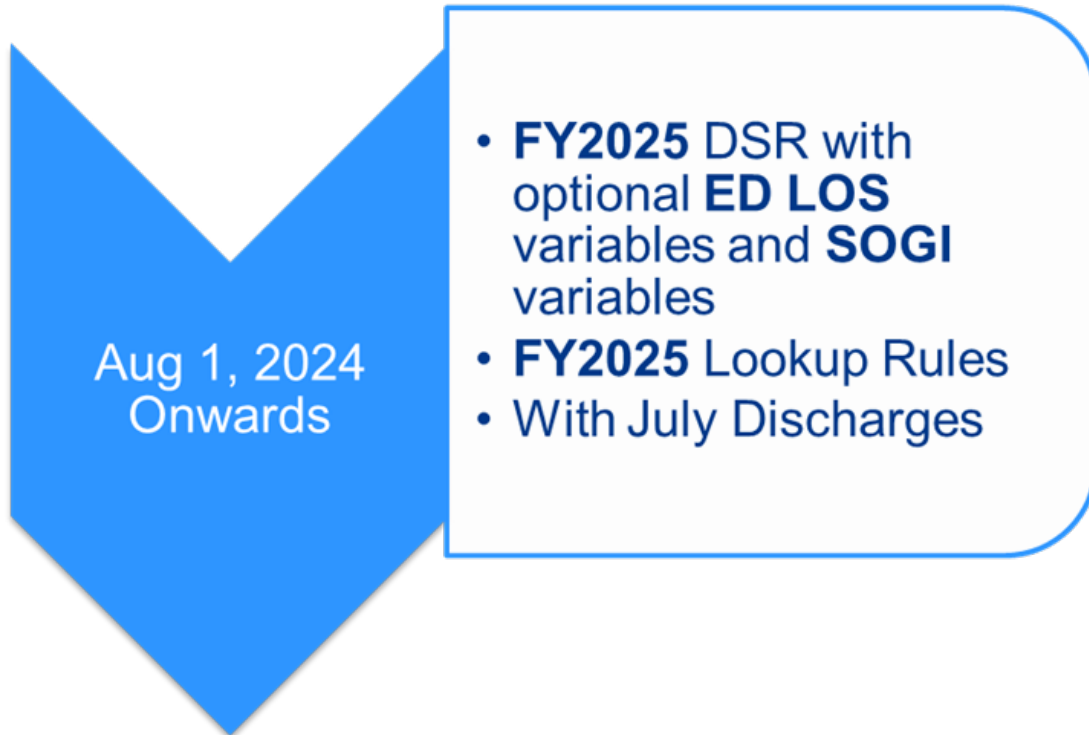 Aug 1, 2024
Onwards
• FY2025 DSR with
optional ED LOS
variables and SOGI
variables
• FY2025 Lookup Rules
• With July Discharges